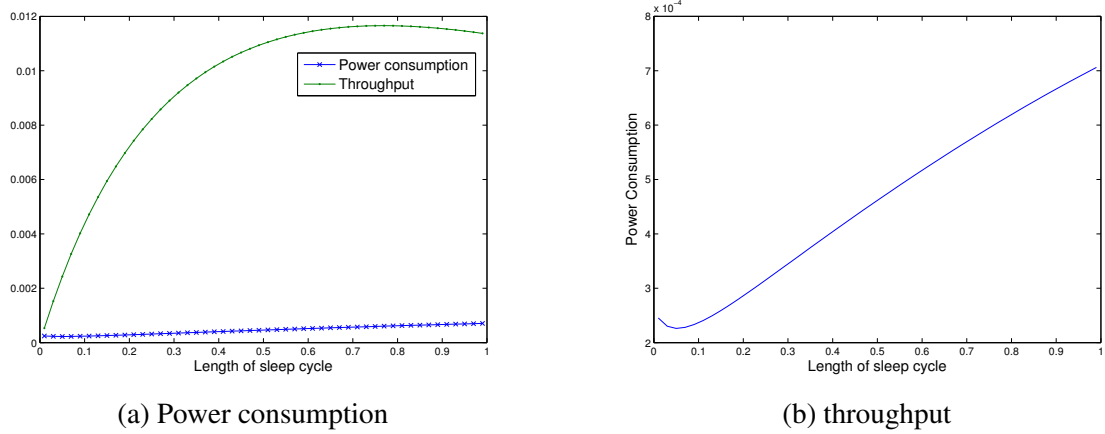 0.012
0.01
0.008
0.006
0.004
0.002
0
0 0.1 0.2 0.3 0.4 0.5 0.6 0.7 0.8 0.9 1
Length of sleep cycle
Power consumption
Throughput
(a) Power consumption
8 x 10⁻⁴
7
6
5
4
3
2
Power Consumption
0 0.1 0.2 0.3 0.4 0.5 0.6 0.7 0.8 0.9 1
Length of sleep cycle
(b) throughput